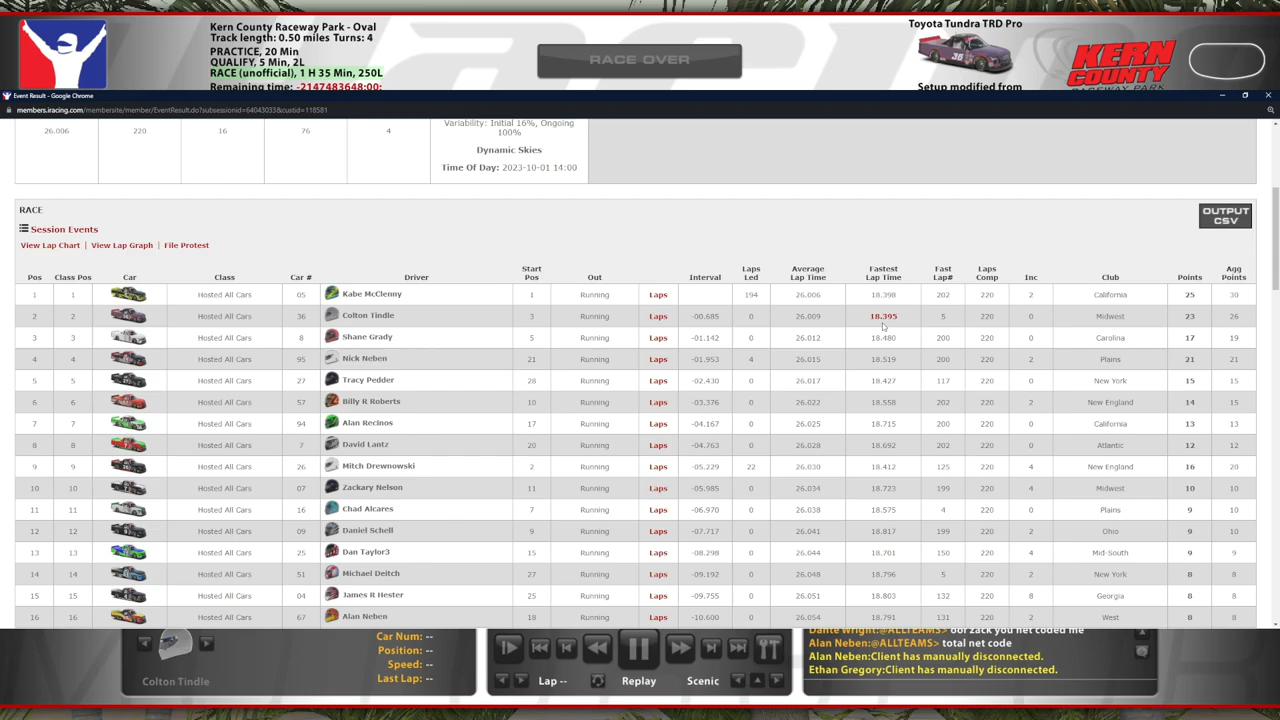 Kern County Raceway Park - Oval
Track length: 0.50 miles Turns: 4
PRACTICE, 20 Min
QUALIFY, 5 Min, 2L
RACE (unofficial), 1 H 35 Min, 250L
Remaining time: -2147483648:00:
RACE OVER
Toyota Tundra TRD Pro
Setup modified from
KERN
COUNTY
RACEWAY PARK
Event Result - Google Chrome
members.iracing.com/membersite/member/EventResult.do?subsessionid=64043033&custid=118581
26.006 220 16 76 4
Variability: Initial 16%, Ongoing
100%
Dynamic Skies
Time Of Day: 2023-10-01 14:00
RACE
OUTPUT
CSV
Session Events
View Lap Chart | View Lap Graph | File Protest
Pos Class Pos Car Class Car # Driver Start Pos Out Interval Laps Led Average Lap Time Fastest Lap Time Fast Lap# Laps Comp Inc Club Points Agg Points
1 1 Hosted All Cars 05 Kabe McClenny 1 Running Laps 194 26.006 18.398 202 220 2 California 25 30
2 2 Hosted All Cars 36 Colton Tindle 3 Running Laps -00.685 0 26.009 18.395 5 220 0 Midwest 23 26
3 3 Hosted All Cars 8 Shane Grady 5 Running Laps -01.142 0 26.012 18.480 200 220 0 Carolina 17 19
4 4 Hosted All Cars 95 Nick Neben 21 Running Laps -01.953 4 26.015 18.519 200 220 2 Plains 21 21
5 5 Hosted All Cars 27 Tracy Pedder 28 Running Laps -02.430 0 26.017 18.427 117 220 0 New York 15 15
6 6 Hosted All Cars 57 Billy R Roberts 10 Running Laps -03.376 0 26.022 18.558 202 220 2 New England 14 15
7 7 Hosted All Cars 94 Alan Recinos 17 Running Laps -04.167 0 26.025 18.715 200 220 0 California 13 13
8 8 Hosted All Cars 7 David Lantz 20 Running Laps -04.763 0 26.028 18.692 202 220 0 Atlantic 12 12
9 9 Hosted All Cars 26 Mitch Drewnowski 2 Running Laps -05.229 22 26.030 18.412 125 220 4 New England 16 20
10 10 Hosted All Cars 07 Zackary Nelson 11 Running Laps -05.985 0 26.034 18.723 199 220 4 Midwest 10 10
11 11 Hosted All Cars 16 Chad Alcares 7 Running Laps -06.970 0 26.038 18.575 4 220 0 Plains 9 10
12 12 Hosted All Cars 09 Daniel Schell 9 Running Laps -07.717 0 26.041 18.817 199 220 2 Ohio 9 10
13 13 Hosted All Cars 25 Dan Taylor3 15 Running Laps -08.298 0 26.044 18.701 150 220 4 Mid-South 9 9
14 14 Hosted All Cars 51 Michael Deitch 27 Running Laps -09.192 0 26.048 18.796 5 220 2 New York 8 8
15 15 Hosted All Cars 04 James R Hester 25 Running Laps -09.755 0 26.051 18.803 132 220 8 Georgia 8 8
16 16 Hosted All Cars 67 Alan Neben 18 Running Laps -10.600 0 26.054 18.791 131 220 2 West 8 8
Colton Tindle
Car Num: --
Position: --
Speed: --
Last Lap: --
Lap -- Replay Scenic
Dante Wright:@ALLTEAMS> oof zack you net coded me
Alan Neben:@ALLTEAMS> total net code
Alan Neben:Client has manually disconnected.
Ethan Gregory:Client has manually disconnected.